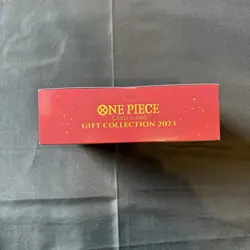 ONE PIECE
CARD GAME
GIFT COLLECTION 2023